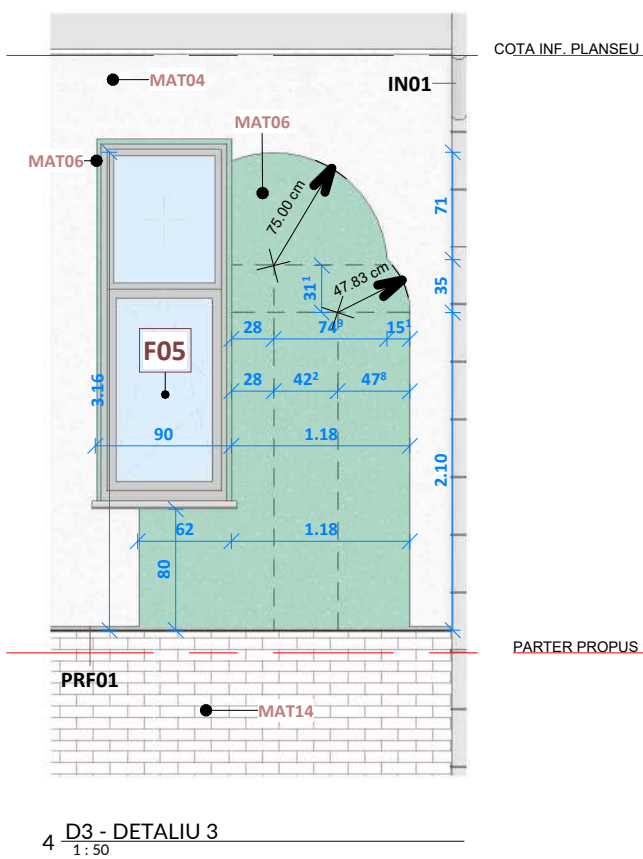 COTA INF. PLANSEU
MAT04
IN01
MAT06
MAT06
75.00 cm
71
47.83 cm
31¹
35
28
74⁹
15¹
F05
3.16
28
42²
47⁸
90
1.18
2.10
62
1.18
80
PARTER PROPUS
PRF01
MAT14
4 D3 - DETALIU 3
1 : 50